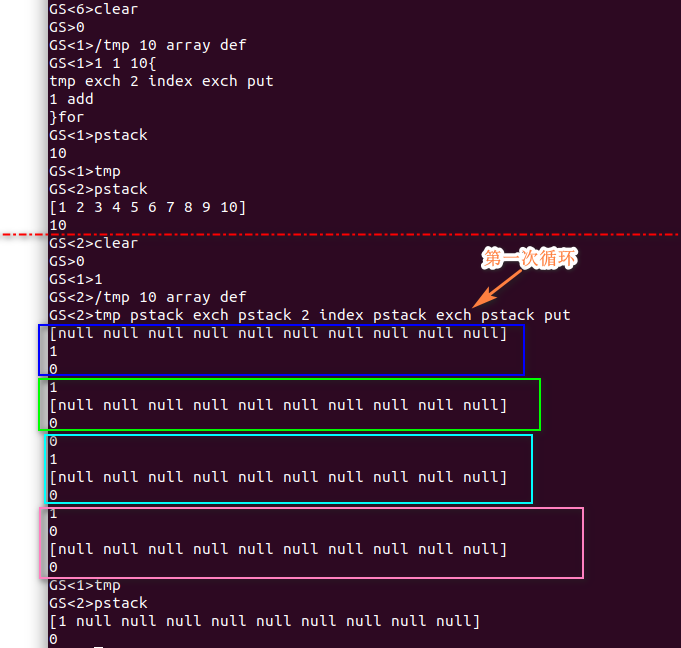 GS<6>clear
GS>0
GS<1>/tmp 10 array def
GS<1>1 1 10{
tmp exch 2 index exch put
1 add
}for
GS<1>pstack
10
GS<1>tmp
GS<2>pstack
[1 2 3 4 5 6 7 8 9 10]
10
GS<2>clear
GS>0
第一次循环
GS<1>1
GS<2>/tmp 10 array def
GS<2>tmp pstack exch pstack 2 index pstack exch pstack put
[null null null null null null null null null null]
1
0
1
[null null null null null null null null null null]
0
0
1
[null null null null null null null null null null]
0
1
0
[null null null null null null null null null null]
0
GS<1>tmp
GS<2>pstack
[1 null null null null null null null null null]
0